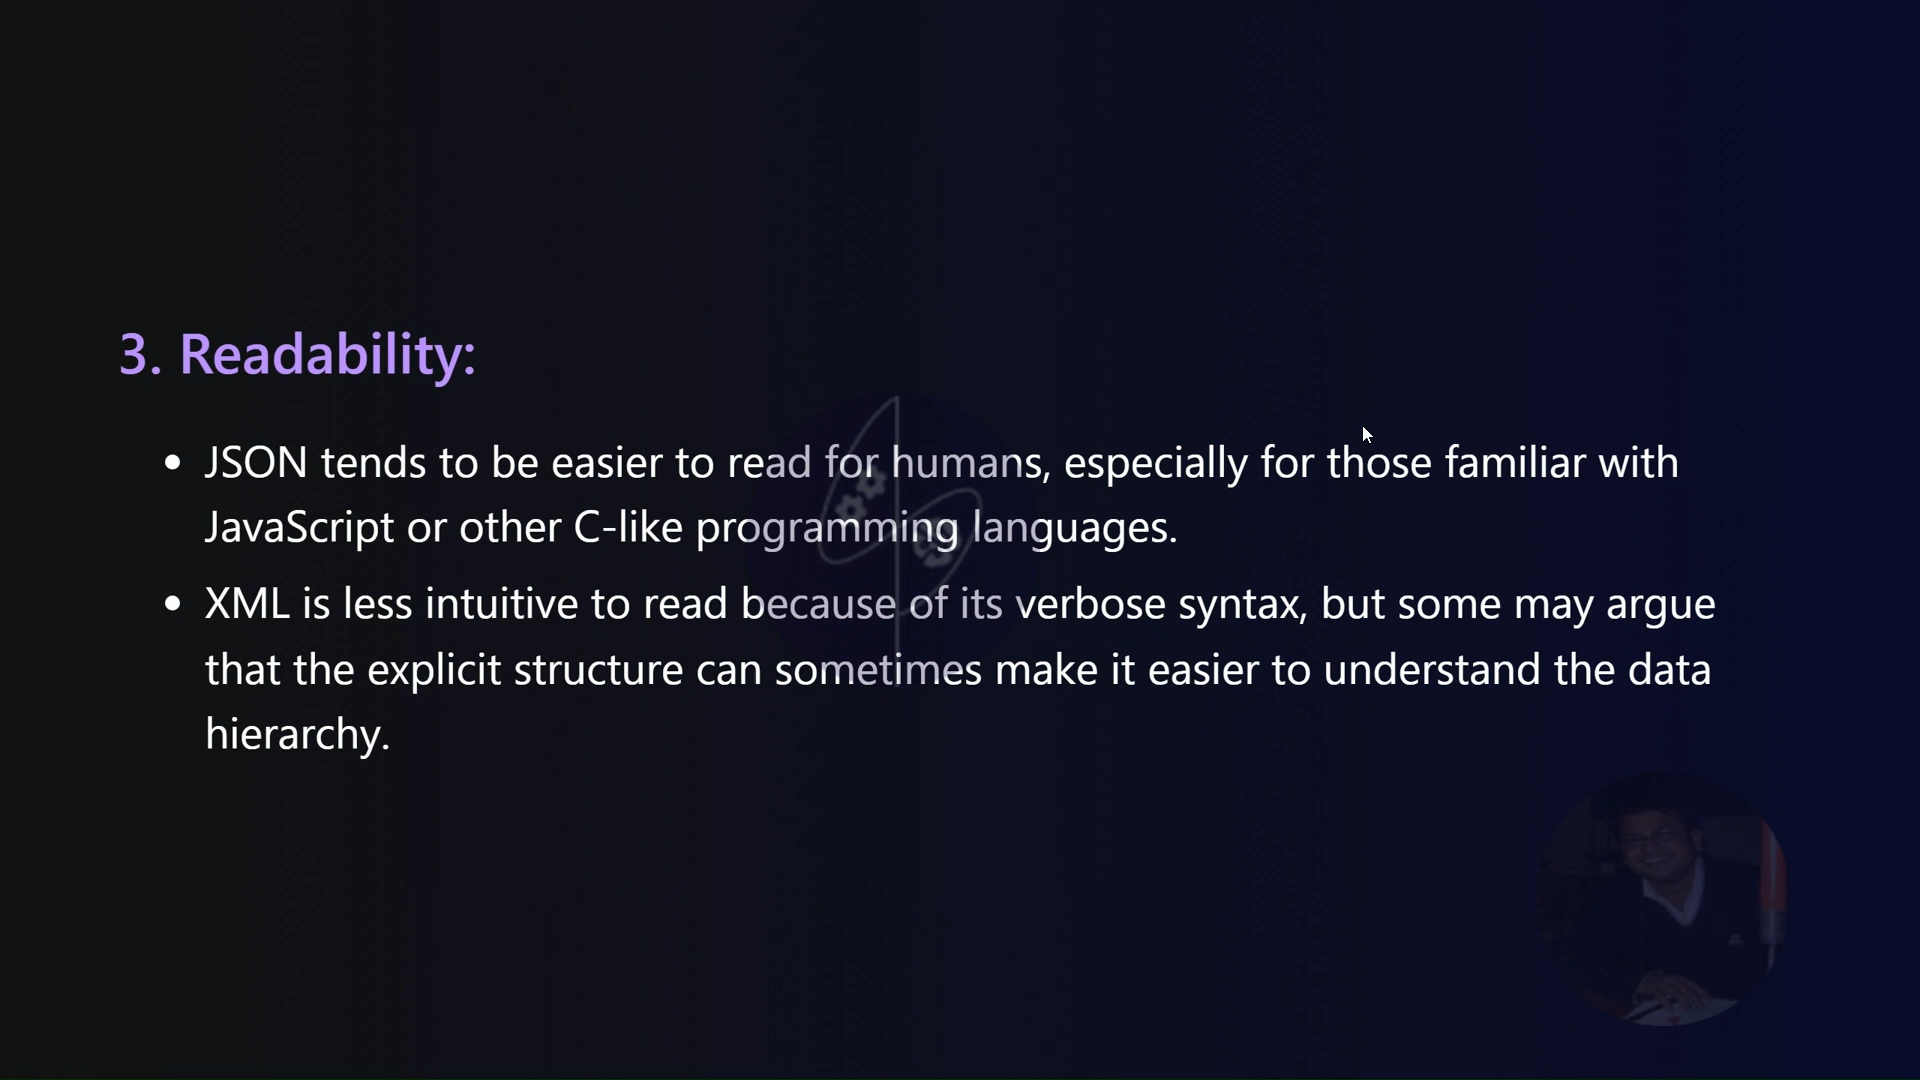 3. Readability:
• JSON tends to be easier to read for humans, especially for those familiar with
JavaScript or other C-like programming languages.
• XML is less intuitive to read because of its verbose syntax, but some may argue
that the explicit structure can sometimes make it easier to understand the data
hierarchy.